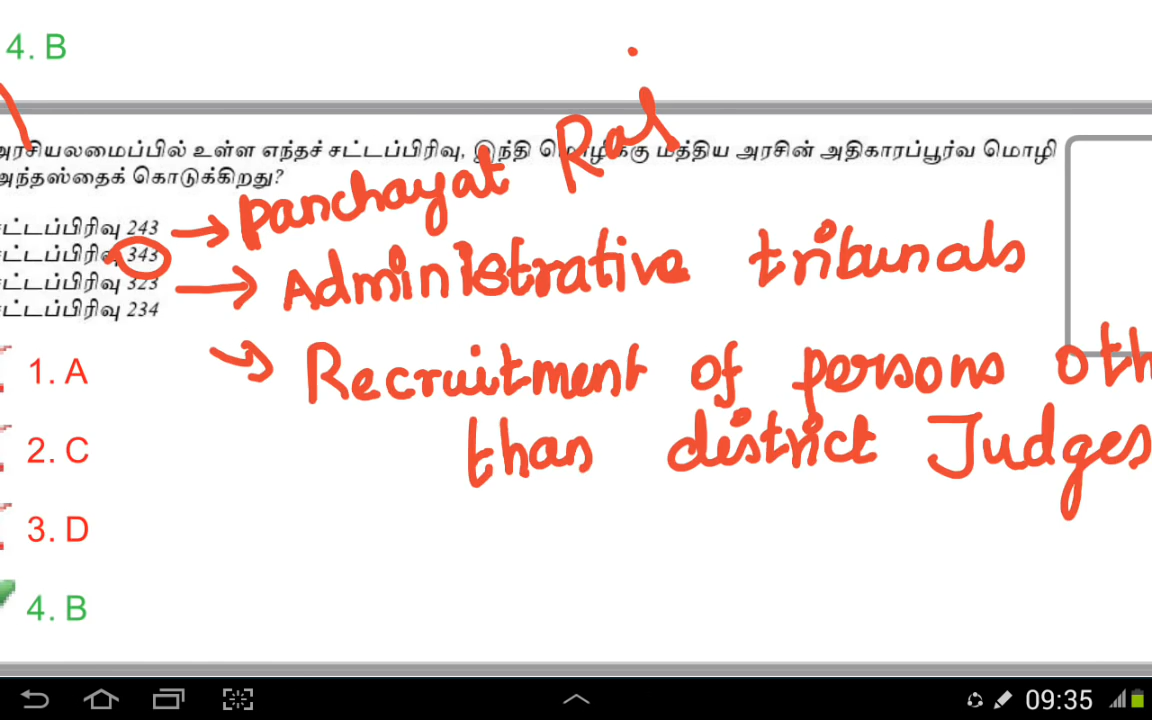 4. B
அரசியலமைப்பில் உள்ள எந்தச் சட்டப்பிரிவு, இந்தி மொழிக்கு மத்திய அரசின் அதிகாரப்பூர்வ மொழி
அந்தஸ்தைக் கொடுக்கிறது?
சட்டப்பிரிவு 243 → Panchayat Raj
சட்டப்பிரிவு 343
சட்டப்பிரிவு 323 → Administrative tribunals
சட்டப்பிரிவு 234
→ Recruitment of persons oth
than district Judges
1. A
2. C
3. D
4. B
09:35